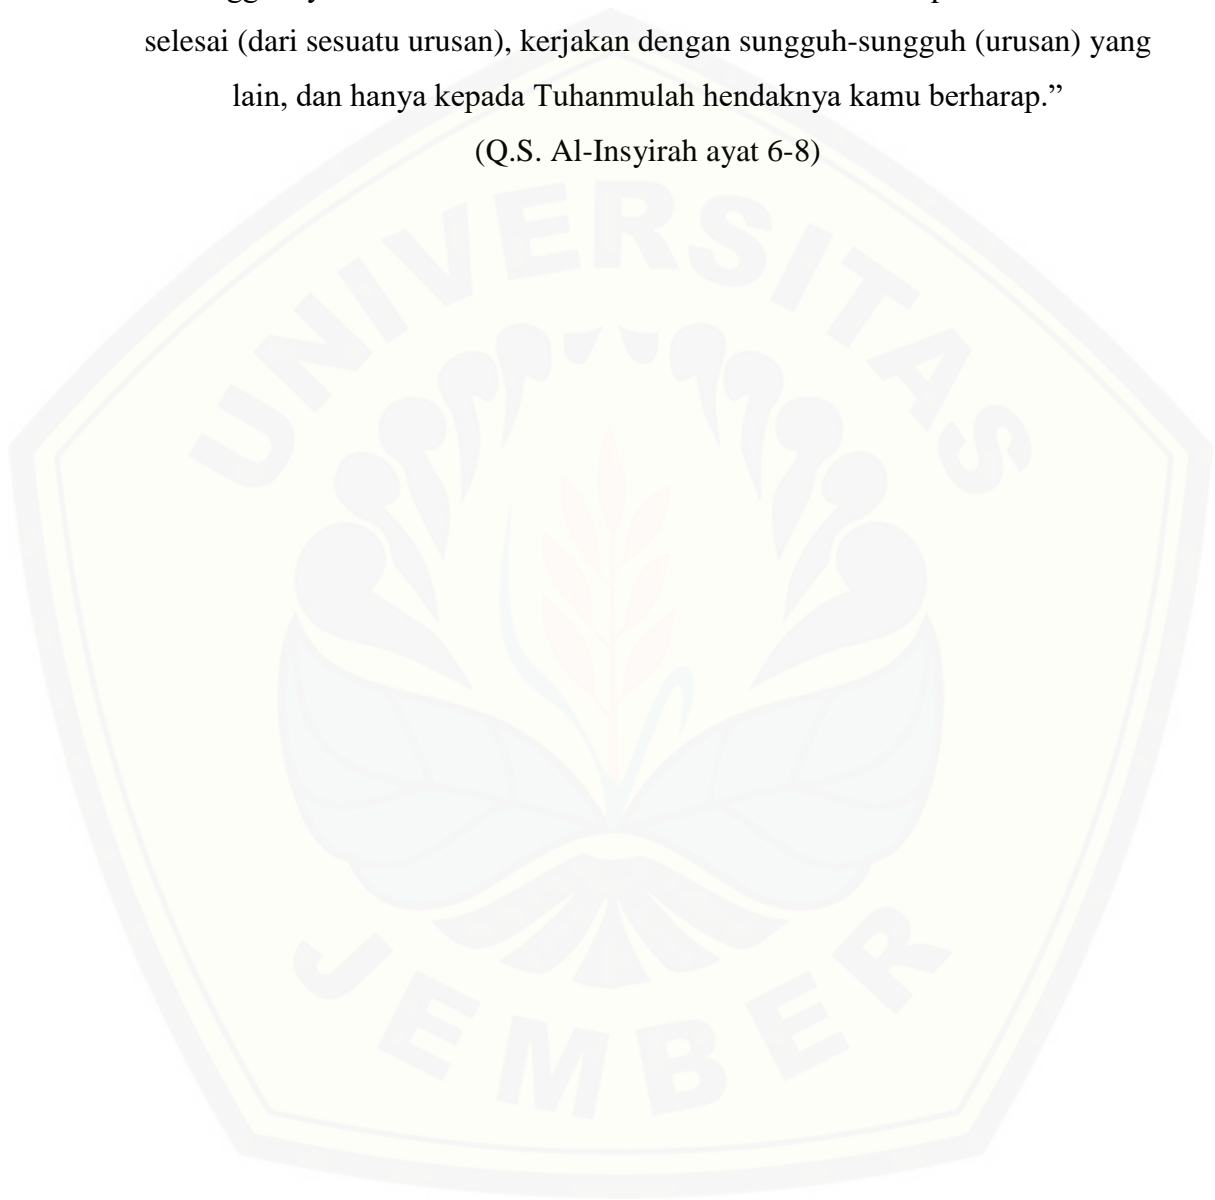 selesai (dari sesuatu urusan), kerjakan dengan sungguh-sungguh (urusan) yang
lain, dan hanya kepada Tuhanmulah hendaknya kamu berharap.”
(Q.S. Al-Insyirah ayat 6-8)
UNIVERSITAS
JEMBER